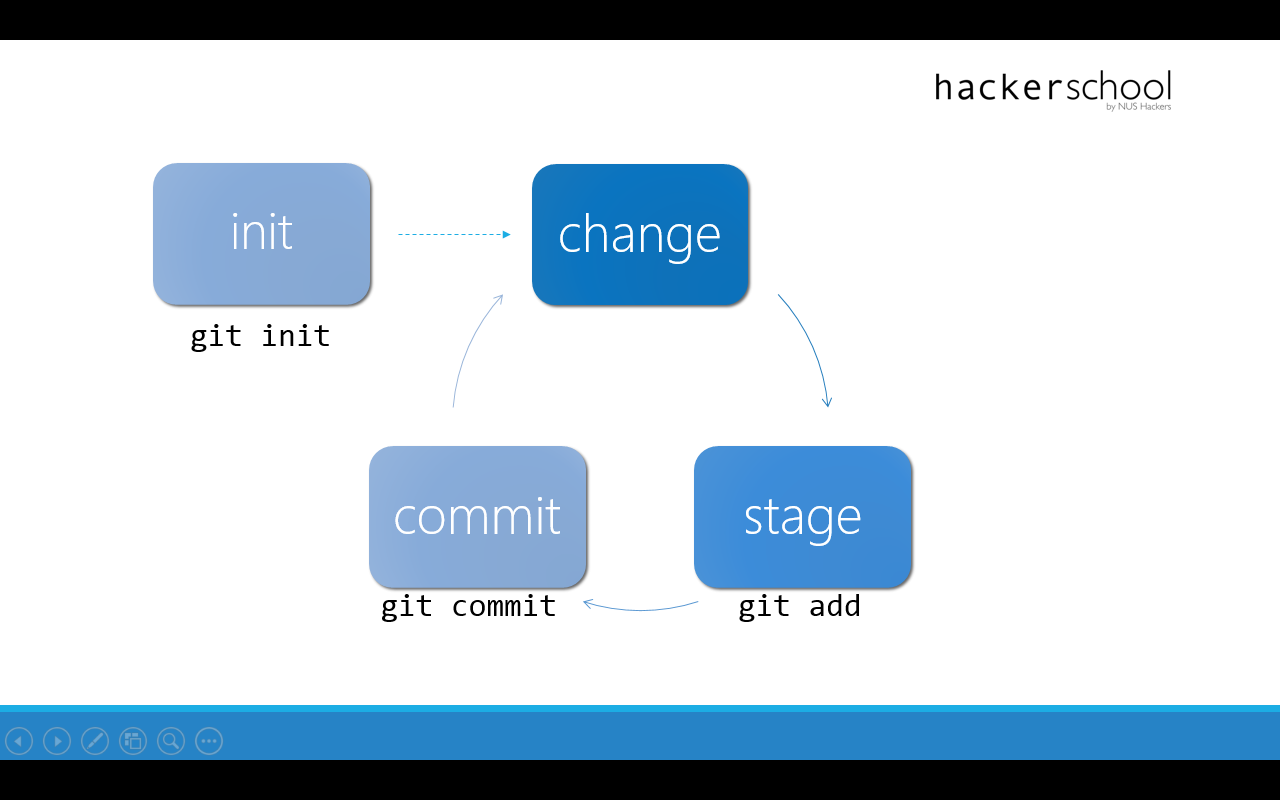 hackerschool
by NUS Hackers
init
change
git init
commit
stage
git commit
git add